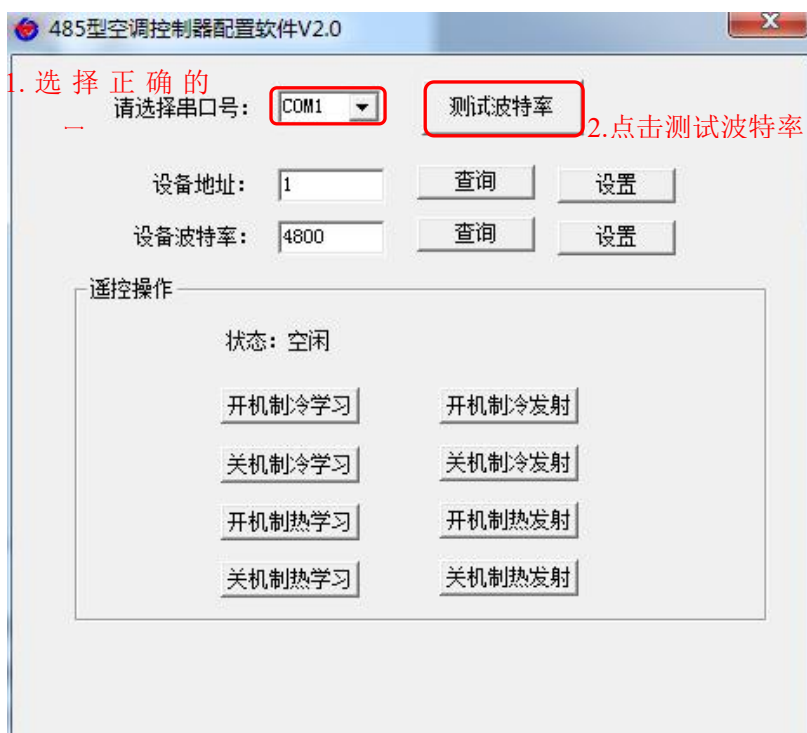 485型空调控制器配置软件V2.0
1.选择正确的
请选择串口号： COM1 测试波特率
2.点击测试波特率
设备地址： 1 查询 设置
设备波特率： 4800 查询 设置
遥控操作
状态：空闲
开机制冷学习 开机制冷发射
关机制冷学习 关机制冷发射
开机制热学习 开机制热发射
关机制热学习 关机制热发射